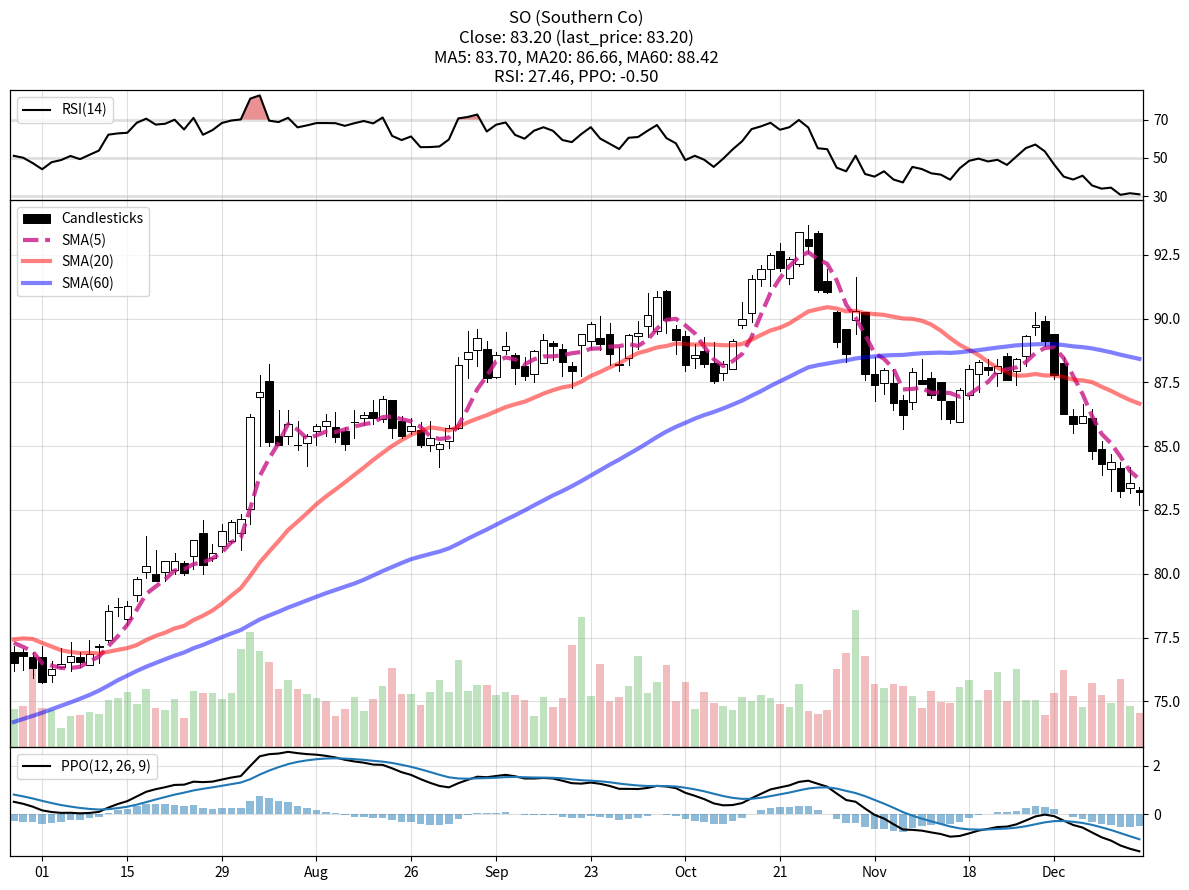 SO (Southern Co)
Close: 83.20 (last_price: 83.20)
MA5: 83.70, MA20: 86.66, MA60: 88.42
RSI: 27.46, PPO: -0.50
RSI(14)
70
50
30
Candlesticks
SMA(5)
SMA(20)
SMA(60)
92.5
90.0
87.5
85.0
82.5
80.0
77.5
75.0
PPO(12, 26, 9)
2
0
01 15 29 Aug 26 Sep 23 Oct 21 Nov 18 Dec